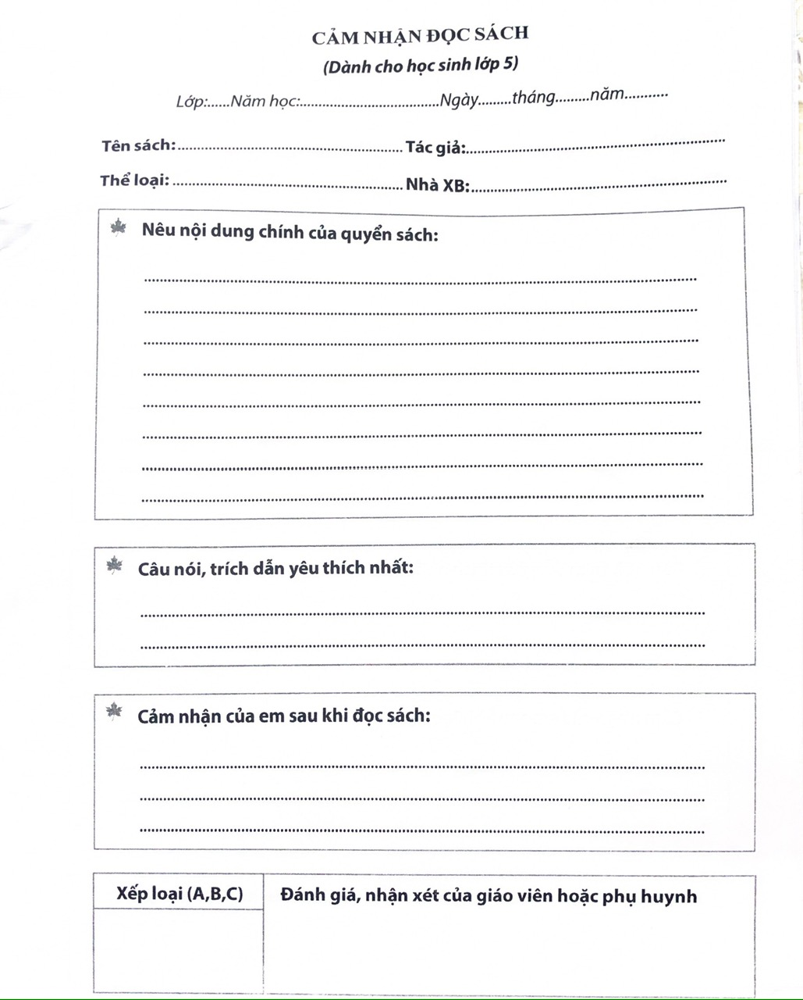 CẢM NHẬN ĐỌC SÁCH
(Dành cho học sinh lớp 5)
Lớp:......Năm học:.................................Ngày........tháng........năm..........
Tên sách:.................................................. Tác giả:............................................................
Thể loại: .................................................... Nhà XB:............................................................
Nêu nội dung chính của quyển sách:
Câu nói, trích dẫn yêu thích nhất:
Cảm nhận của em sau khi đọc sách:
Xếp loại (A,B,C) Đánh giá, nhận xét của giáo viên hoặc phụ huynh